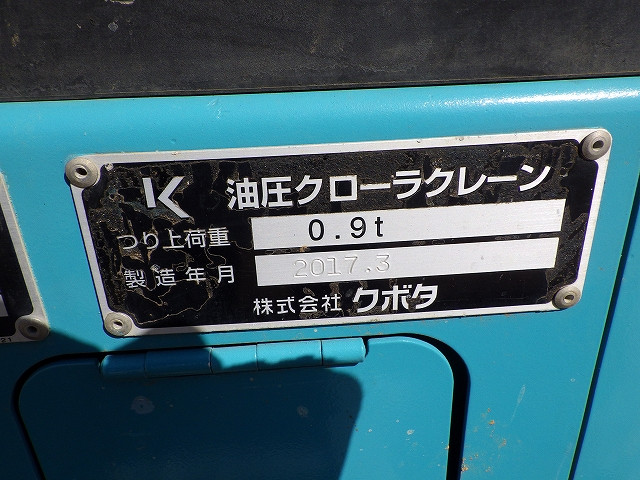 K 油圧クローラクレーン
つり上荷重 0.9t
製造年月 2017.3
株式会社 クボタ